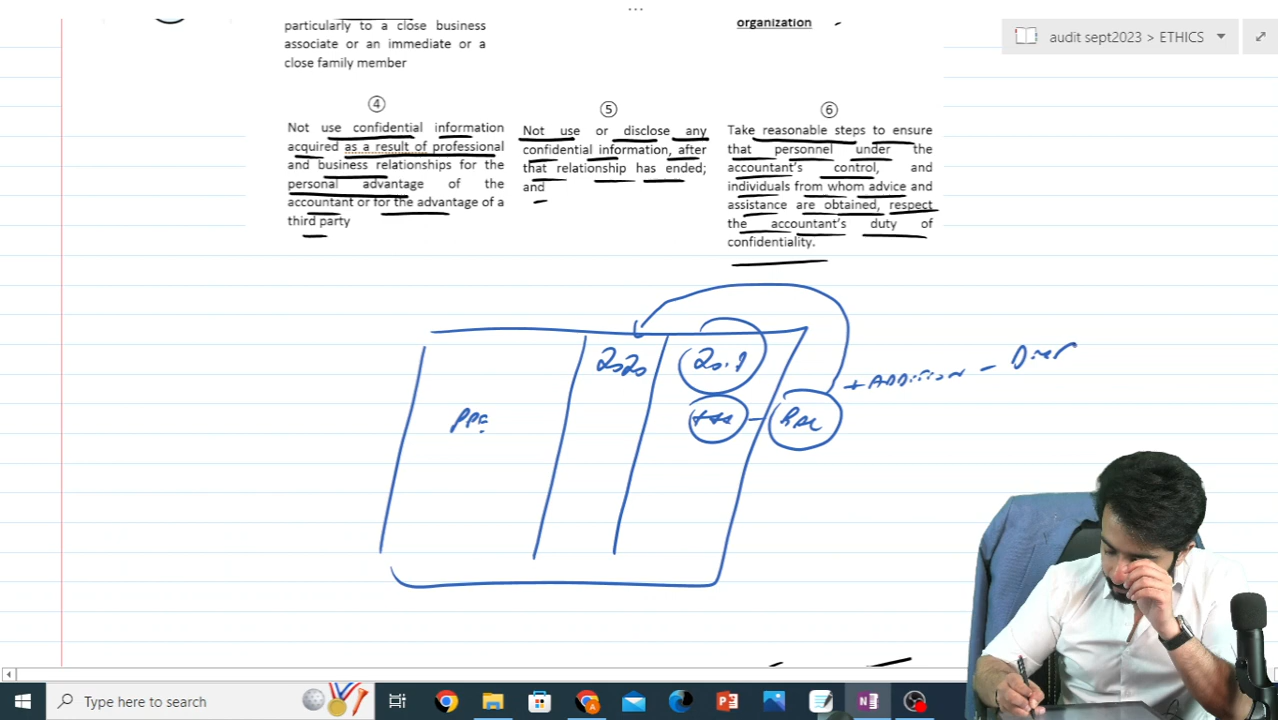 particularly to a close business
associate or an immediate or a
close family member
organization
audit sept2023 > ETHICS
④
Not use confidential information
acquired as a result of professional
and business relationships for the
personal advantage of the
accountant or for the advantage of a
third party
⑤
Not use or disclose any
confidential information, after
that relationship has ended;
and
⑥
Take reasonable steps to ensure
that personnel under the
accountant's control, and
individuals from whom advice and
assistance are obtained, respect
the accountant's duty of
confidentiality.
2020
PPE
+ ADDITION -
Type here to search